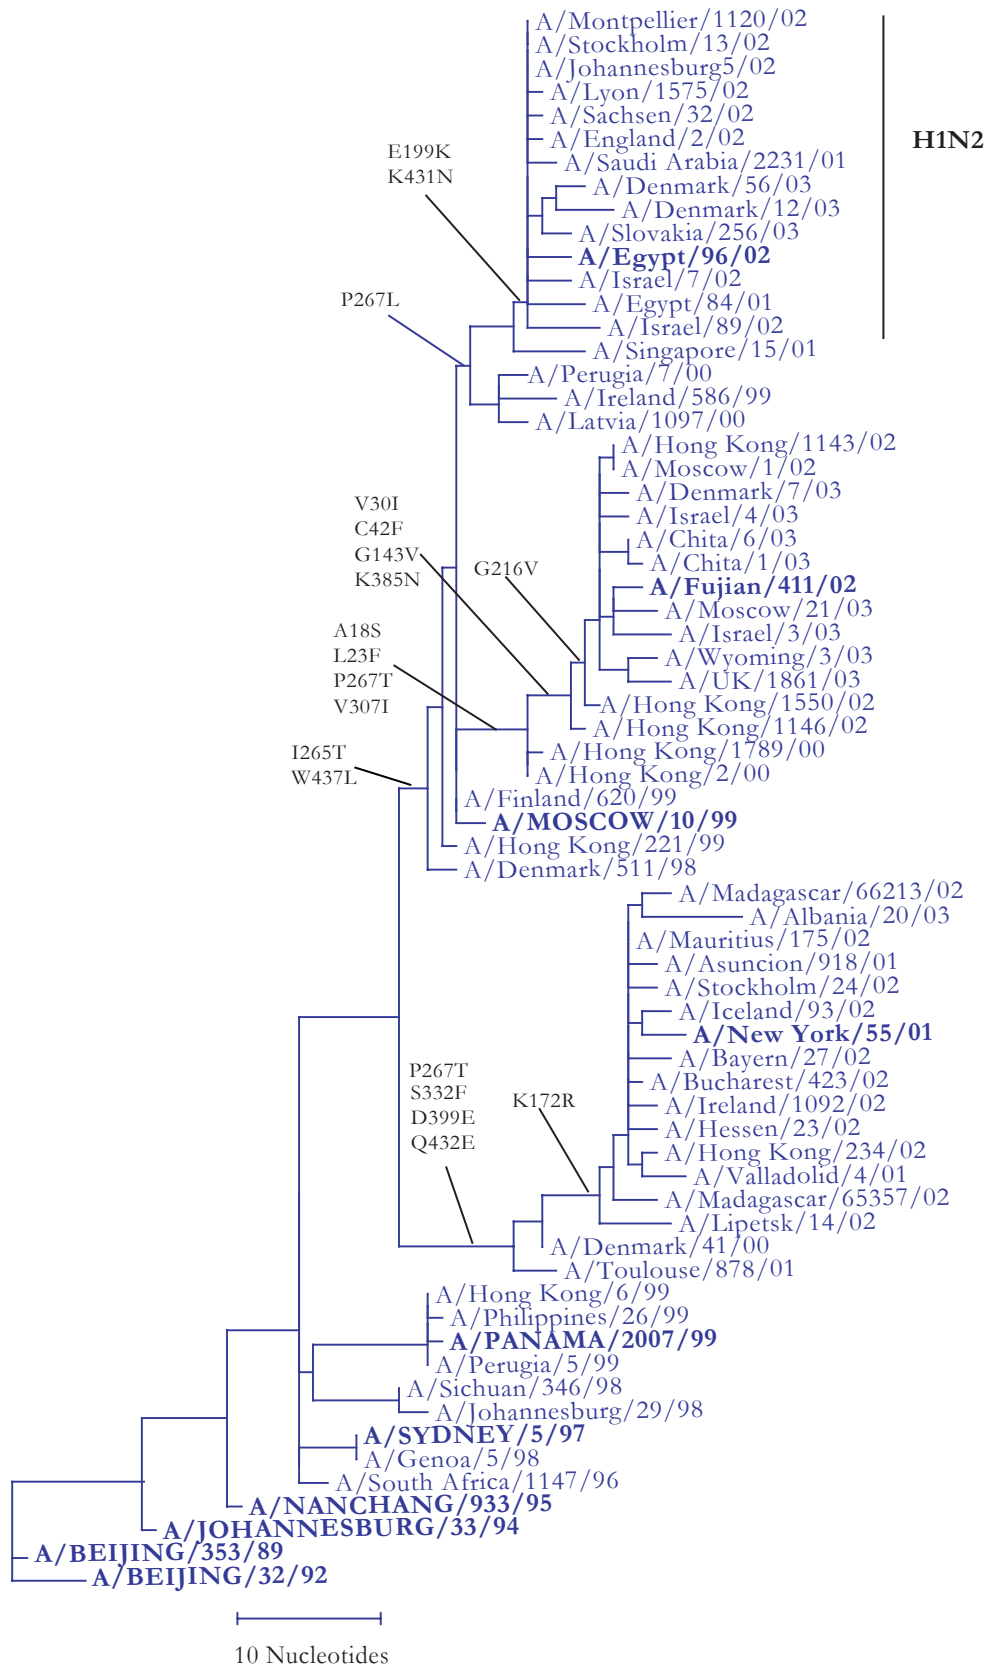 A/Montpellier/1120/02
A/Stockholm/13/02
A/Johannesburg5/02
A/Lyon/1575/02
A/Sachsen/32/02
A/England/2/02
H1N2
E199K
K431N
A/Saudi Arabia/2231/01
A/Denmark/56/03
A/Denmark/12/03
A/Slovakia/256/03
A/Egypt/96/02
A/Israel/7/02
P267L
A/Egypt/84/01
A/Israel/89/02
A/Singapore/15/01
A/Perugia/7/00
A/Ireland/586/99
A/Latvia/1097/00
A/Hong Kong/1143/02
A/Moscow/1/02
A/Denmark/7/03
V30I
C42F
G143V
K385N
A/Israel/4/03
A/Chita/6/03
A/Chita/1/03
G216V
A/Fujian/411/02
A/Moscow/21/03
A/Israel/3/03
A18S
L23F
P267T
V307I
A/Wyoming/3/03
A/UK/1861/03
A/Hong Kong/1550/02
A/Hong Kong/1146/02
A/Hong Kong/1789/00
A/Hong Kong/2/00
I265T
W437L
A/Finland/620/99
A/MOSCOW/10/99
A/Hong Kong/221/99
A/Denmark/511/98
A/Madagascar/66213/02
A/Albania/20/03
A/Mauritius/175/02
A/Asuncion/918/01
A/Stockholm/24/02
A/Iceland/93/02
A/New York/55/01
A/Bayern/27/02
A/Bucharest/423/02
A/Ireland/1092/02
P267T
S332F
D399E
Q432E
K172R
A/Hessen/23/02
A/Hong Kong/234/02
A/Valladolid/4/01
A/Madagascar/65357/02
A/Lipetsk/14/02
A/Denmark/41/00
A/Toulouse/878/01
A/Hong Kong/6/99
A/Philippines/26/99
A/PANAMA/2007/99
A/Perugia/5/99
A/Sichuan/346/98
A/Johannesburg/29/98
A/SYDNEY/5/97
A/Genoa/5/98
A/South Africa/1147/96
A/NANCHANG/933/95
A/JOHANNESBURG/33/94
A/BEIJING/353/89
A/BEIJING/32/92
10 Nucleotides